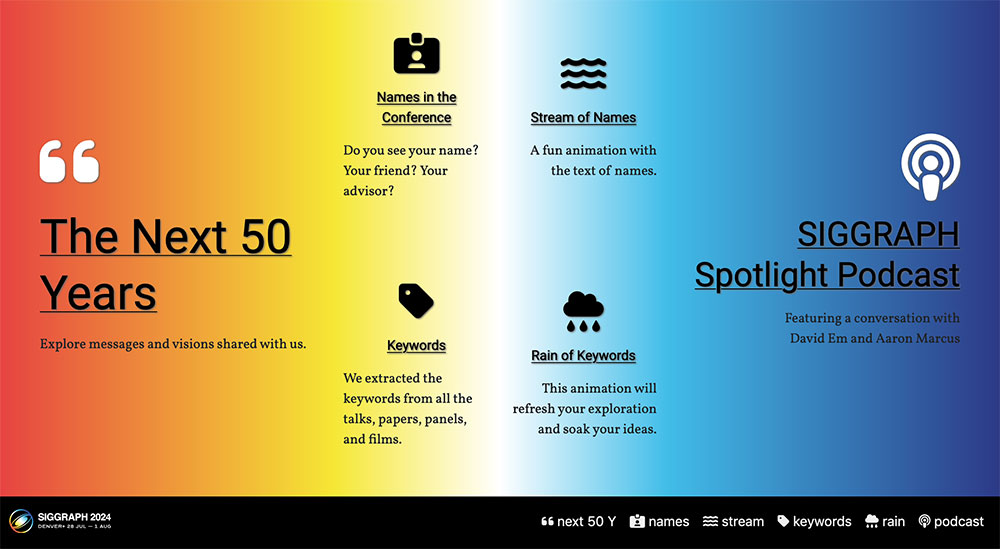 The Next 50
Years
Explore messages and visions shared with us.
Names in the
Conference
Do you see your name?
Your friend? Your
advisor?
Keywords
We extracted the
keywords from all the
talks, papers, panels,
and films.
Stream of Names
A fun animation with
the text of names.
Rain of Keywords
This animation will
refresh your exploration
and soak your ideas.
SIGGRAPH
Spotlight Podcast
Featuring a conversation with
David Em and Aaron Marcus
SIGGRAPH 2024
DENVER+ 28 JUL — 1 AUG
next 50 Y names stream keywords rain podcast